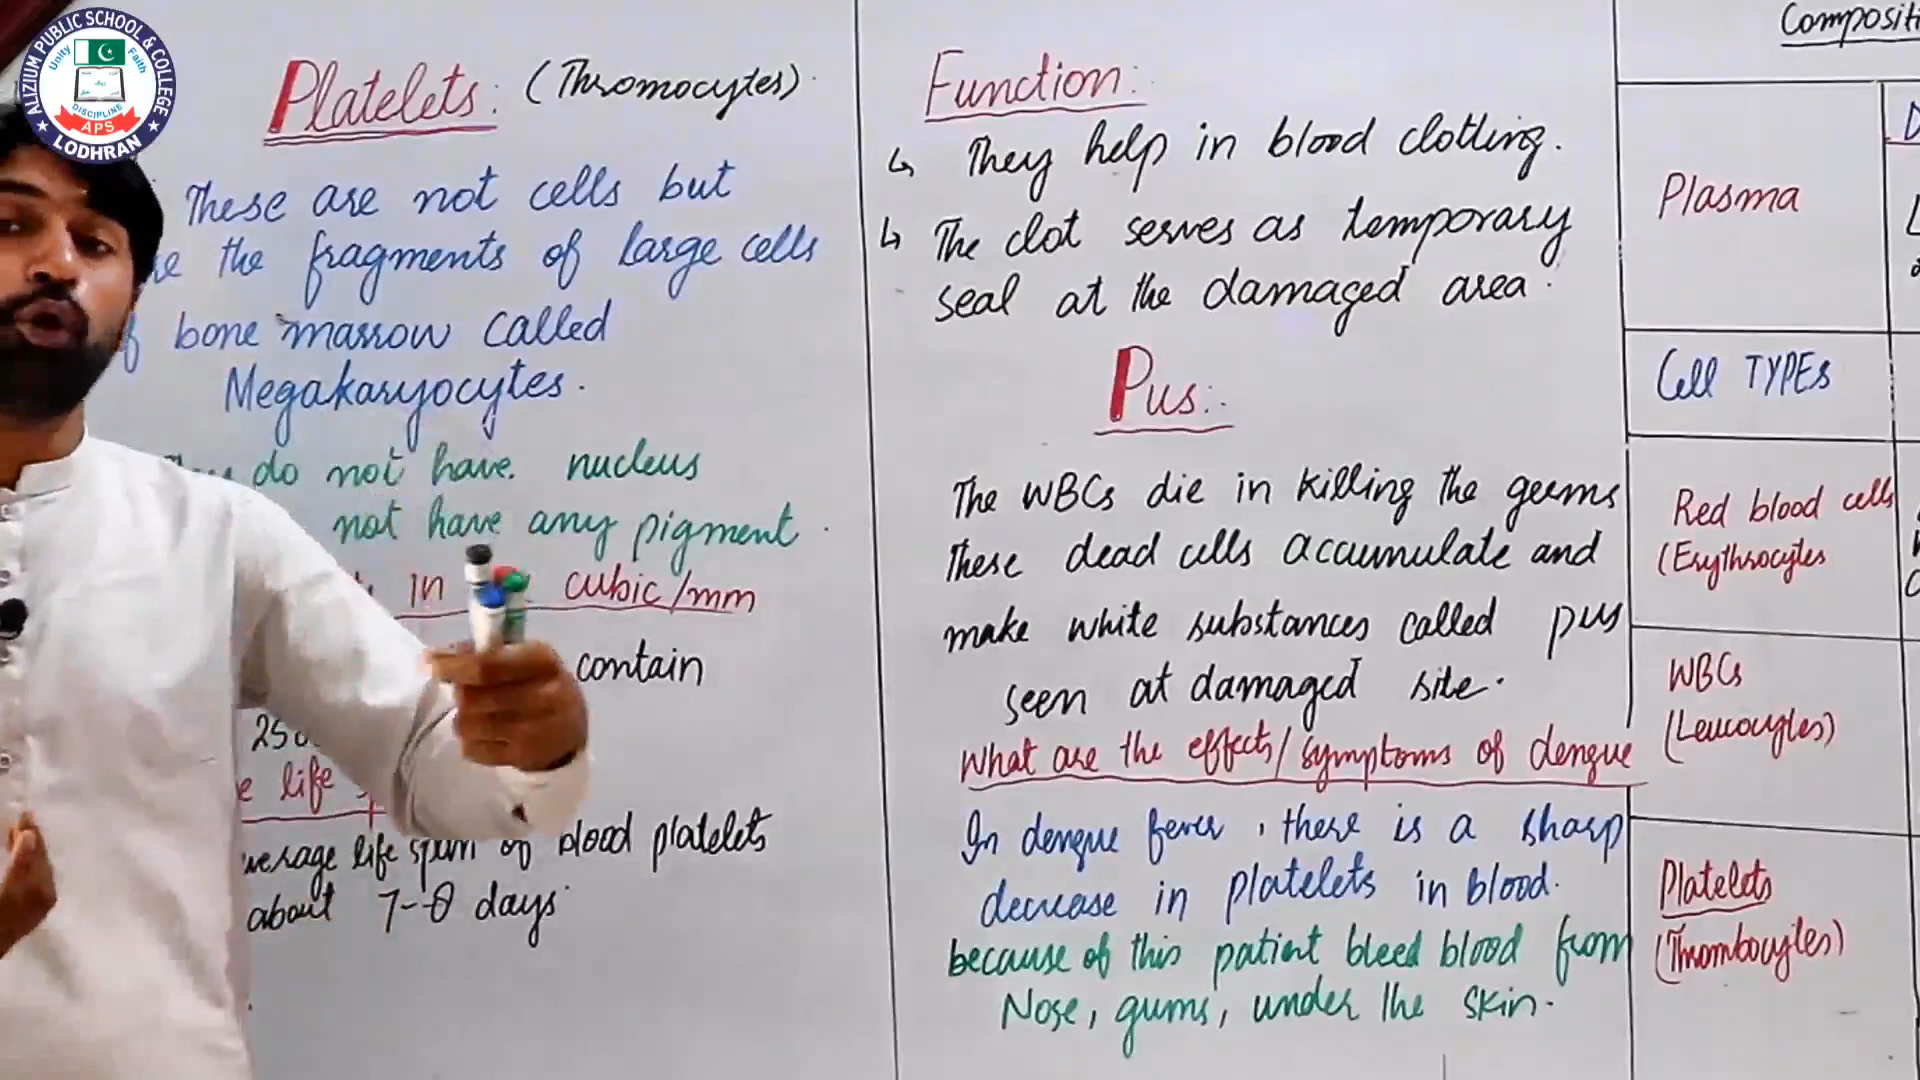 ALIZIUM PUBLIC SCHOOL & COLLEGE
Unity
Faith
DISCIPLINE
APS
LODHRAN
Platelets: (Thromocytes).
These are not cells but
the fragments of large cells
bone marrow called
Megakaryocytes.
do not have. nucleus
not have any pigment.
in cubic/mm
contain
life
verage life span of blood platelets
about 7-8 days.
Function:
↳ They help in blood clotting.
↳ The clot serves as temporary
seal at the damaged area.
Pus:
The WBCs die in killing the germs
These dead cells accumulate and
make white substances called pus
seen at damaged site.
What are the effects/symptoms of dengue
In dengue fever, there is a sharp
decrease in platelets in blood.
because of this patient bleed blood from
Nose, gums, under the skin.
Compositi
Plasma
Cell TYPES
Red blood cells
(Erythrocytes
WBCs
(Leucocytes)
Platelets
(Thrombocytes)